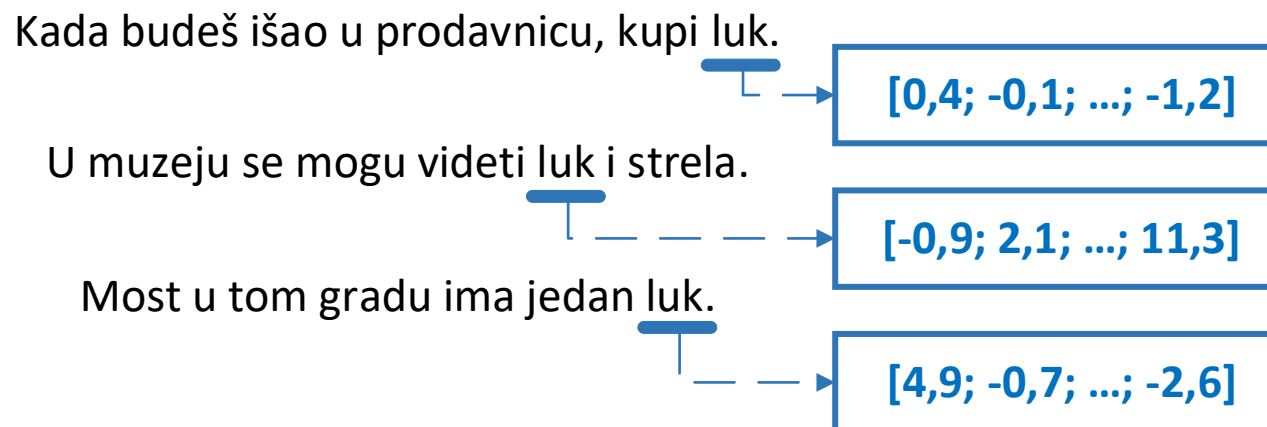 Kada budeš išao u prodavnicu, kupi luk.
[0,4; -0,1; …; -1,2]
U muzeju se mogu videti luk i strela.
[-0,9; 2,1; …; 11,3]
Most u tom gradu ima jedan luk.
[4,9; -0,7; …; -2,6]